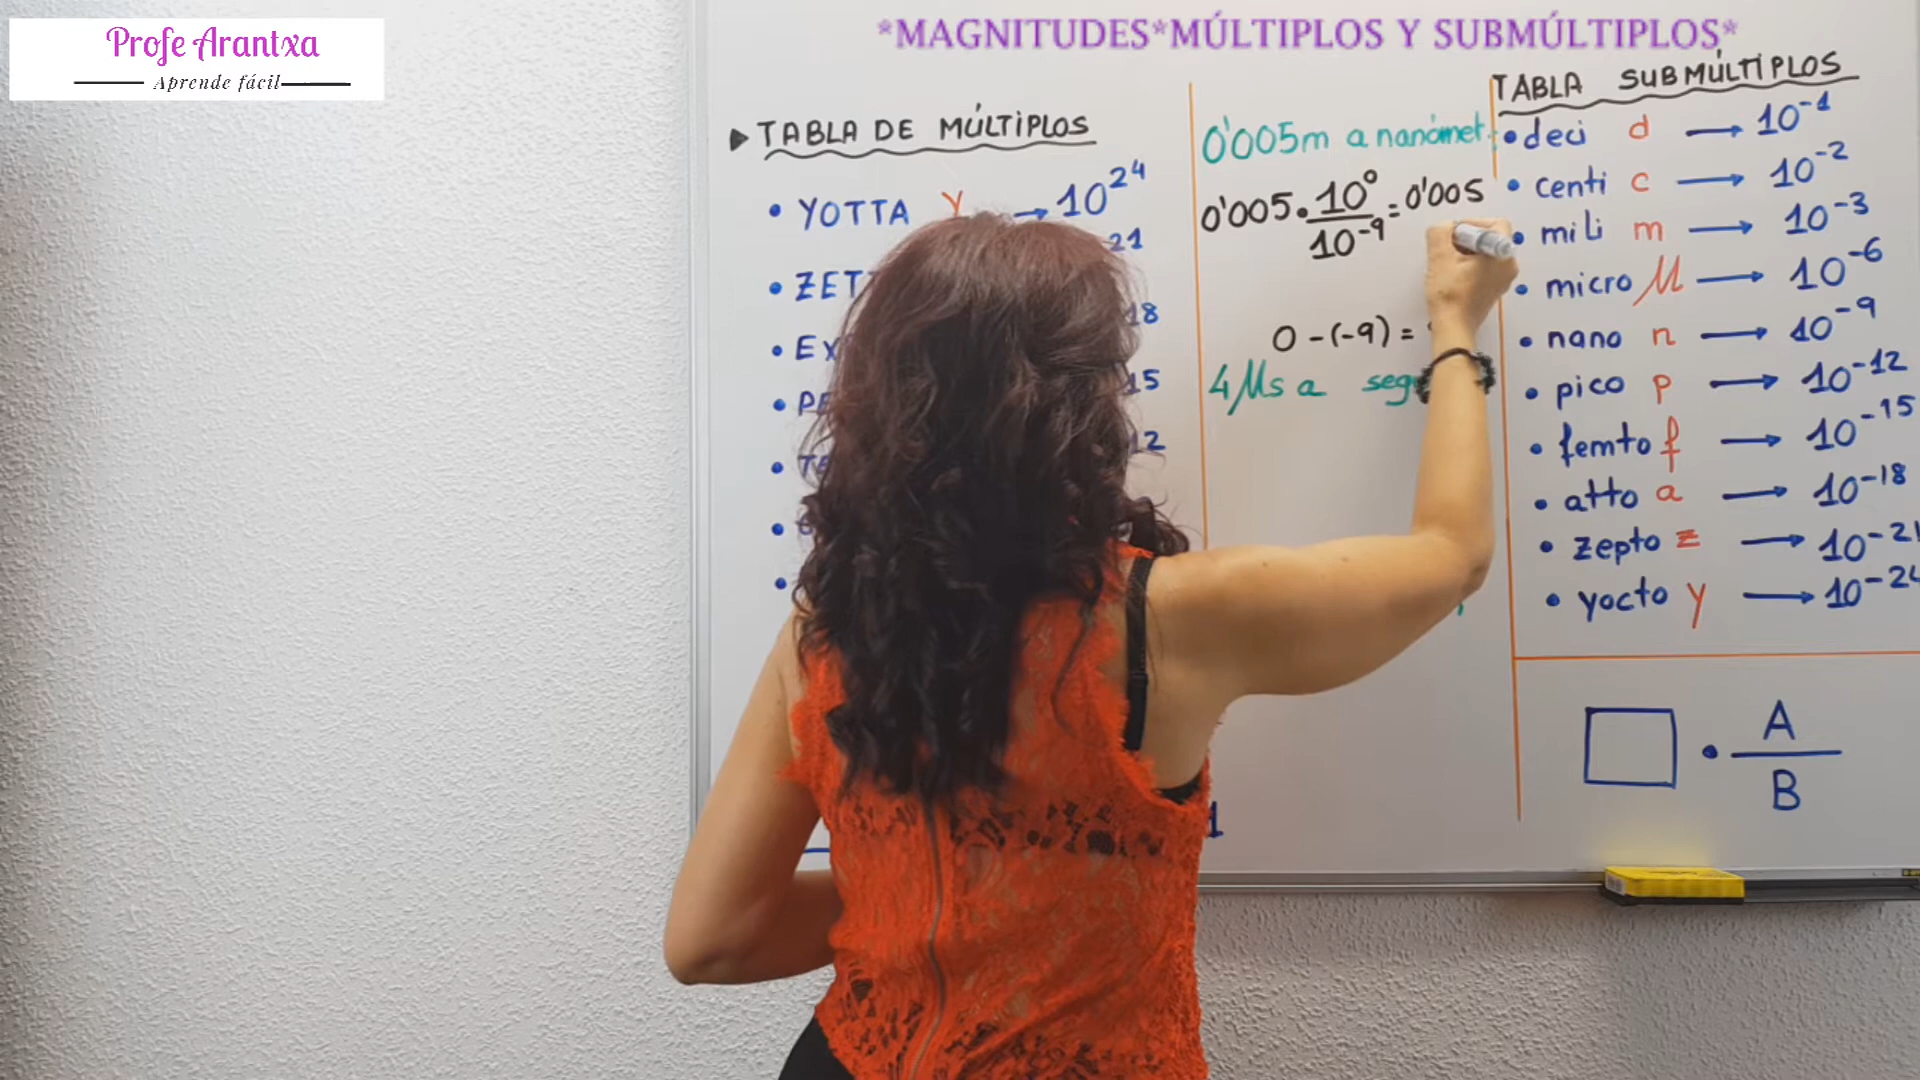 Profe Arantxa
Aprende fácil
*MAGNITUDES*MÚLTIPLOS Y SUBMÚLTIPLOS*
TABLA DE MÚLTIPLOS
• YOTTA Y → 10²⁴
• ZET 21
• EX 18
• PE 15
• TE 12
1
0'005m a nanómet.
0'005 · 10⁰ / 10⁻⁹ = 0'005
0 - (-9) =
4 μs a seg
TABLA SUBMÚLTIPLOS
• deci d → 10⁻¹
• centi c → 10⁻²
• mili m → 10⁻³
• micro μ → 10⁻⁶
• nano n → 10⁻⁹
• pico p → 10⁻¹²
• femto f → 10⁻¹⁵
• atto a → 10⁻¹⁸
• zepto z → 10⁻²¹
• yocto y → 10⁻²⁴
□ · A / B